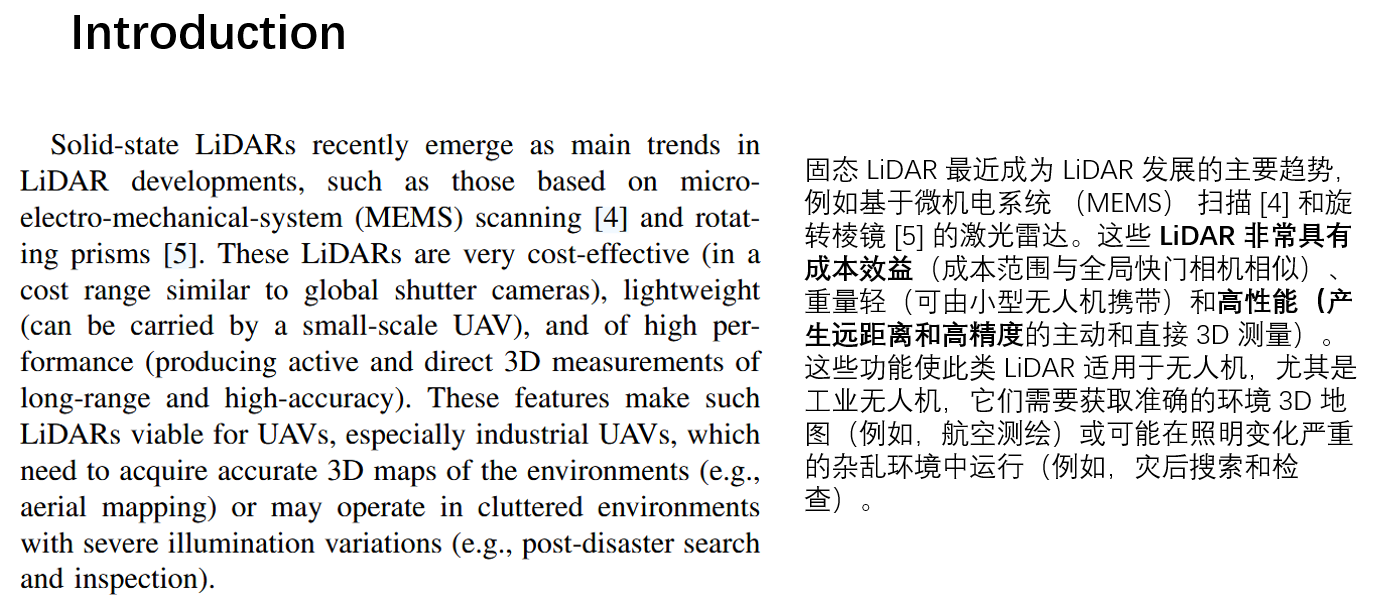 Introduction
Solid-state LiDARs recently emerge as main trends in
LiDAR developments, such as those based on micro-
electro-mechanical-system (MEMS) scanning [4] and rotat-
ing prisms [5]. These LiDARs are very cost-effective (in a
cost range similar to global shutter cameras), lightweight
(can be carried by a small-scale UAV), and of high per-
formance (producing active and direct 3D measurements of
long-range and high-accuracy). These features make such
LiDARs viable for UAVs, especially industrial UAVs, which
need to acquire accurate 3D maps of the environments (e.g.,
aerial mapping) or may operate in cluttered environments
with severe illumination variations (e.g., post-disaster search
and inspection).
固态 LiDAR 最近成为 LiDAR 发展的主要趋势,
例如基于微机电系统 （MEMS） 扫描 [4] 和旋
转棱镜 [5] 的激光雷达。这些 LiDAR 非常具有
成本效益（成本范围与全局快门相机相似）、
重量轻（可由小型无人机携带）和高性能（产
生远距离和高精度的主动和直接 3D 测量）。
这些功能使此类 LiDAR 适用于无人机，尤其是
工业无人机，它们需要获取准确的环境 3D 地
图（例如，航空测绘）或可能在照明变化严重
的杂乱环境中运行（例如，灾后搜索和检
查）。